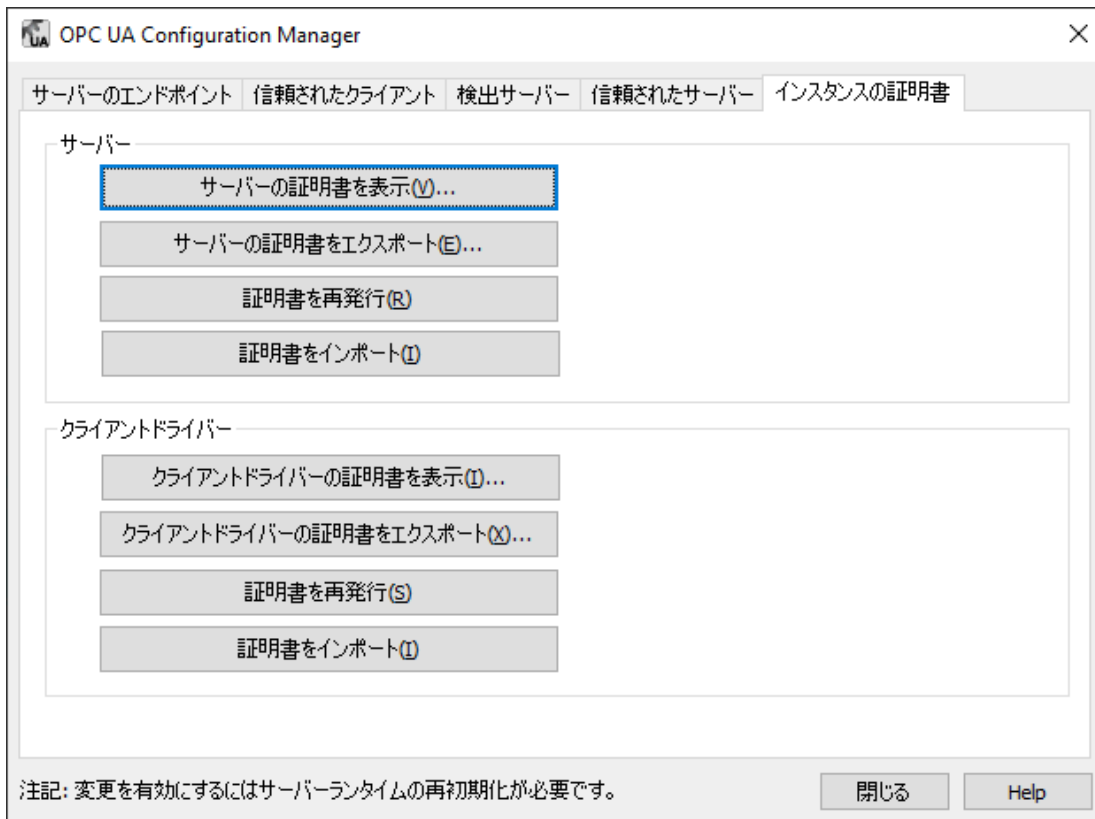 OPC UA Configuration Manager
サーバーのエンドポイント 信頼されたクライアント 検出サーバー 信頼されたサーバー インスタンスの証明書
サーバー
サーバーの証明書を表示(V)...
サーバーの証明書をエクスポート(E)...
証明書を再発行(R)
証明書をインポート(I)
クライアントドライバー
クライアントドライバーの証明書を表示(I)...
クライアントドライバーの証明書をエクスポート(X)...
証明書を再発行(S)
証明書をインポート(I)
注記: 変更を有効にするにはサーバーランタイムの再初期化が必要です。 閉じる Help